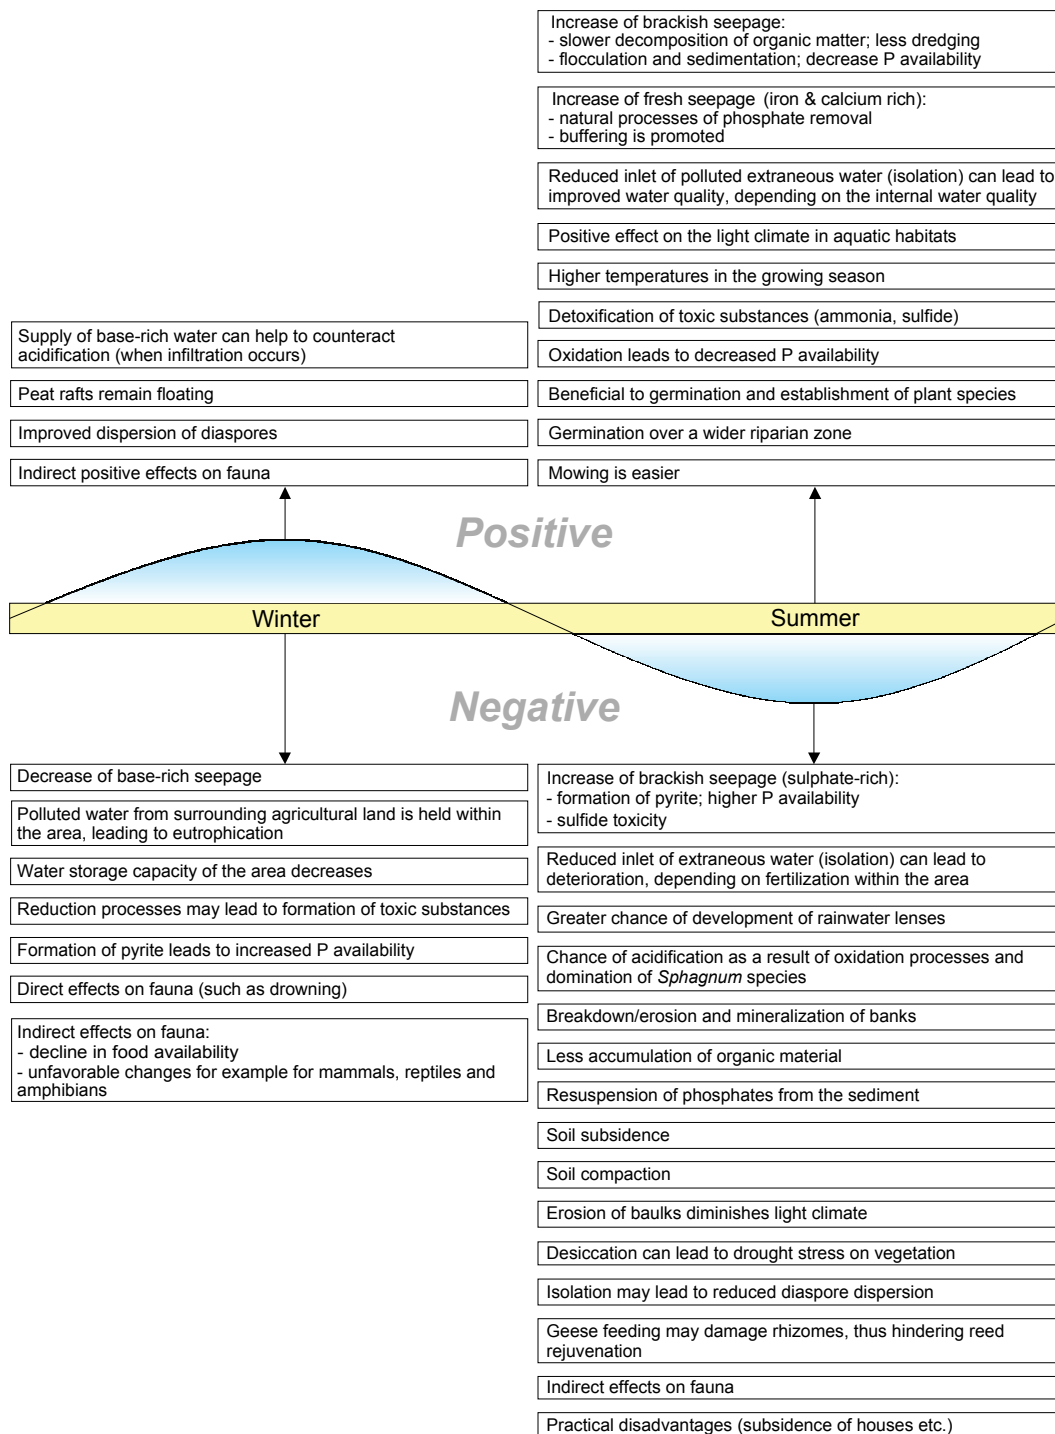 Increase of brackish seepage:
- slower decomposition of organic matter; less dredging
- flocculation and sedimentation; decrease P availability
Increase of fresh seepage (iron & calcium rich):
- natural processes of phosphate removal
- buffering is promoted
Reduced inlet of polluted extraneous water (isolation) can lead to
improved water quality, depending on the internal water quality
Positive effect on the light climate in aquatic habitats
Higher temperatures in the growing season
Detoxification of toxic substances (ammonia, sulfide)
Oxidation leads to decreased P availability
Beneficial to germination and establishment of plant species
Germination over a wider riparian zone
Mowing is easier
Supply of base-rich water can help to counteract
acidification (when infiltration occurs)
Peat rafts remain floating
Improved dispersion of diaspores
Indirect positive effects on fauna
Positive
Winter
Summer
Negative
Decrease of base-rich seepage
Polluted water from surrounding agricultural land is held within
the area, leading to eutrophication
Water storage capacity of the area decreases
Reduction processes may lead to formation of toxic substances
Formation of pyrite leads to increased P availability
Direct effects on fauna (such as drowning)
Indirect effects on fauna:
- decline in food availability
- unfavorable changes for example for mammals, reptiles and
amphibians
Increase of brackish seepage (sulphate-rich):
- formation of pyrite; higher P availability
- sulfide toxicity
Reduced inlet of extraneous water (isolation) can lead to
deterioration, depending on fertilization within the area
Greater chance of development of rainwater lenses
Chance of acidification as a result of oxidation processes and
domination of Sphagnum species
Breakdown/erosion and mineralization of banks
Less accumulation of organic material
Resuspension of phosphates from the sediment
Soil subsidence
Soil compaction
Erosion of baulks diminishes light climate
Desiccation can lead to drought stress on vegetation
Isolation may lead to reduced diaspore dispersion
Geese feeding may damage rhizomes, thus hindering reed
rejuvenation
Indirect effects on fauna
Practical disadvantages (subsidence of houses etc.)